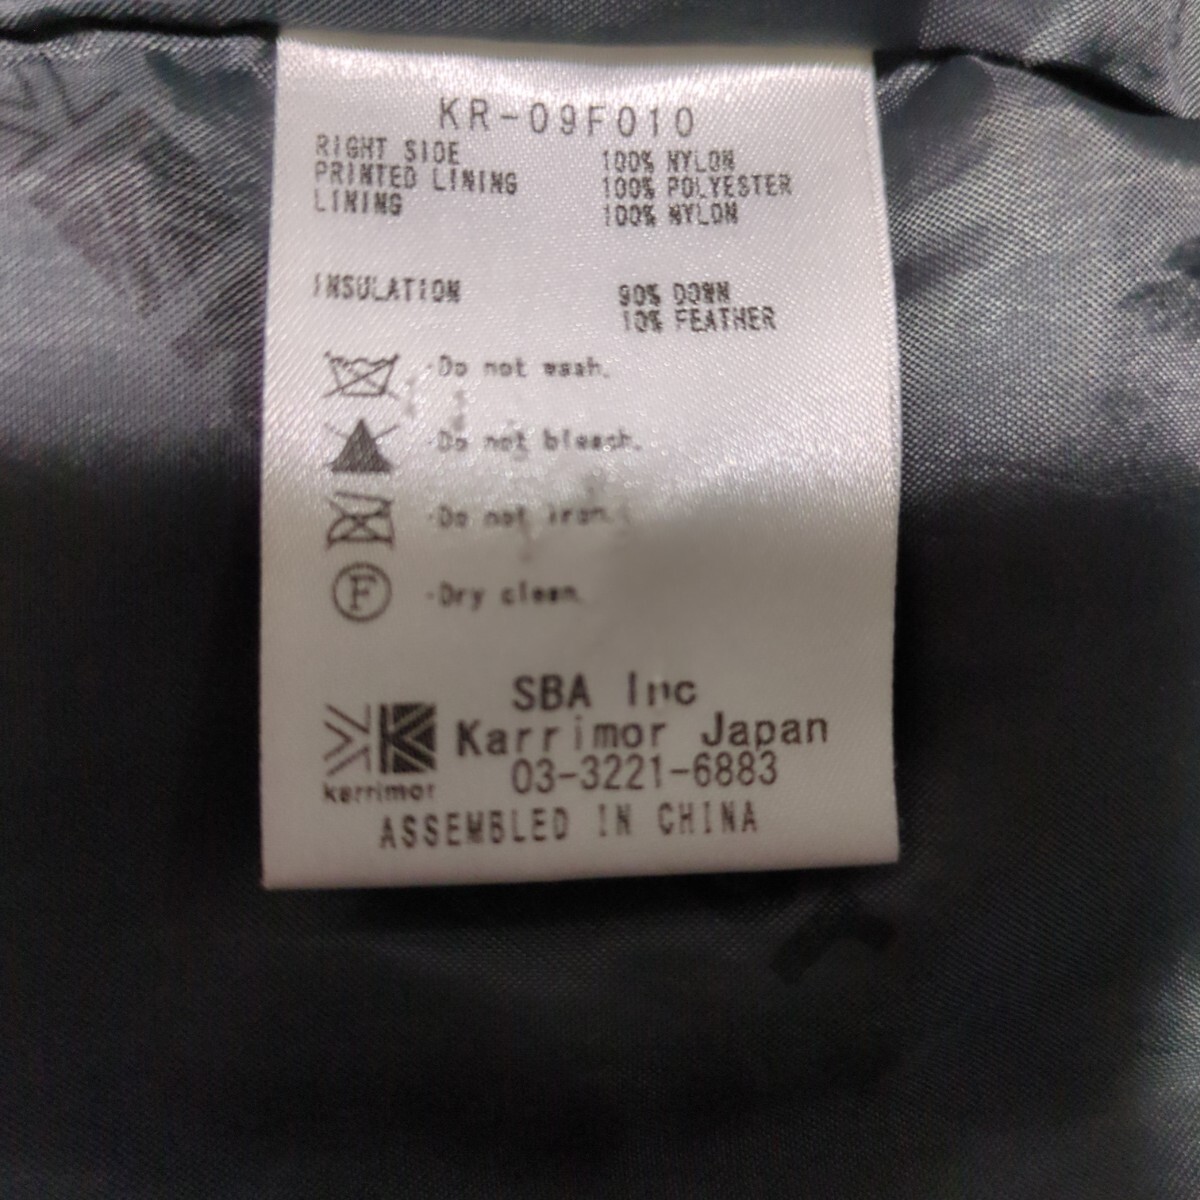 KR-09F010
RIGHT SIDE 100% NYLON
PRINTED LINING 100% POLYESTER
LINING 100% NYLON
INSULATION 90% DOWN
10% FEATHER
·Do not wash.
·Do not bleach.
·Do not iron.
F ·Dry clean.
SBA Inc
Karrimor Japan
karrimor 03-3221-6883
ASSEMBLED IN CHINA